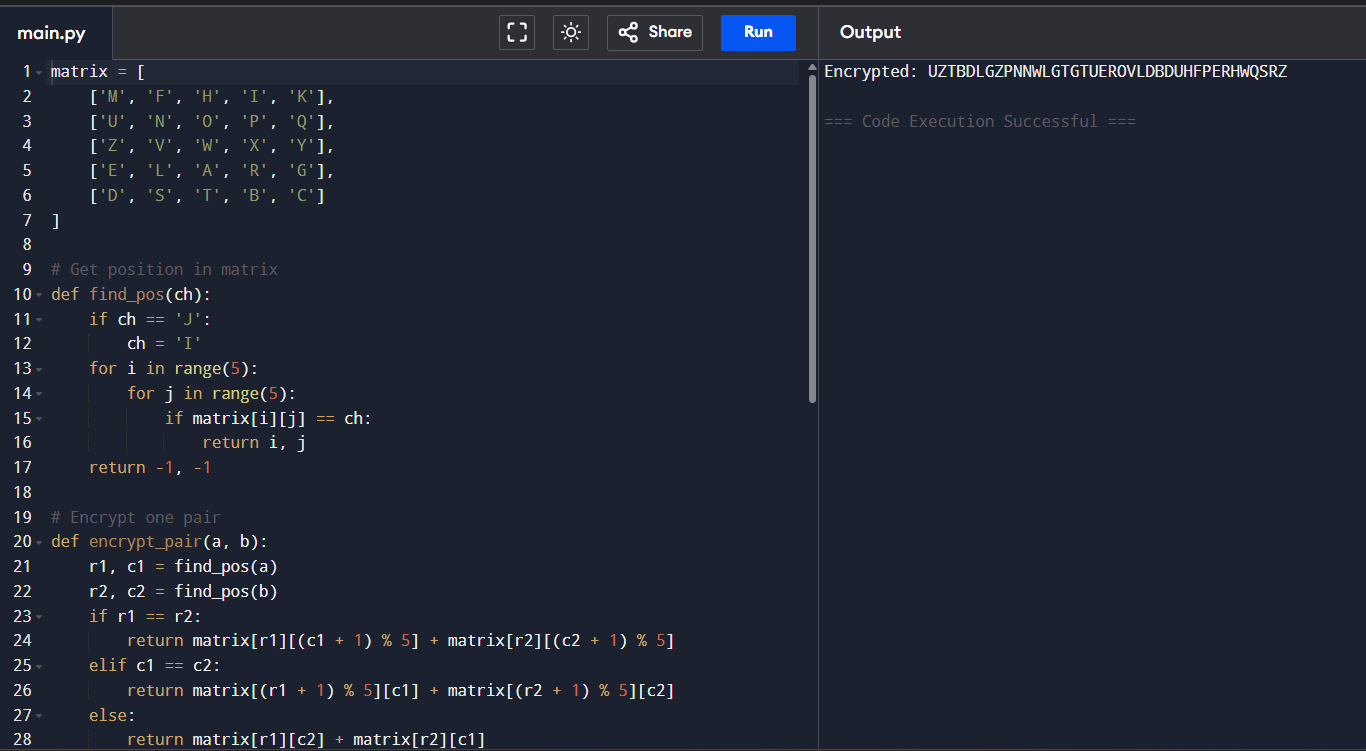 main.py
Share
Run
Output
1 matrix = [
2     ['M', 'F', 'H', 'I', 'K'],
3     ['U', 'N', 'O', 'P', 'Q'],
4     ['Z', 'V', 'W', 'X', 'Y'],
5     ['E', 'L', 'A', 'R', 'G'],
6     ['D', 'S', 'T', 'B', 'C']
7 ]
8
9 # Get position in matrix
10 def find_pos(ch):
11     if ch == 'J':
12         ch = 'I'
13     for i in range(5):
14         for j in range(5):
15             if matrix[i][j] == ch:
16                 return i, j
17     return -1, -1
18
19 # Encrypt one pair
20 def encrypt_pair(a, b):
21     r1, c1 = find_pos(a)
22     r2, c2 = find_pos(b)
23     if r1 == r2:
24         return matrix[r1][(c1 + 1) % 5] + matrix[r2][(c2 + 1) % 5]
25     elif c1 == c2:
26         return matrix[(r1 + 1) % 5][c1] + matrix[(r2 + 1) % 5][c2]
27     else:
28         return matrix[r1][c2] + matrix[r2][c1]
Encrypted: UZTBDLGZPNNWLGTGTUEROVLDBDUHFPERHWQSRZ
=== Code Execution Successful ===